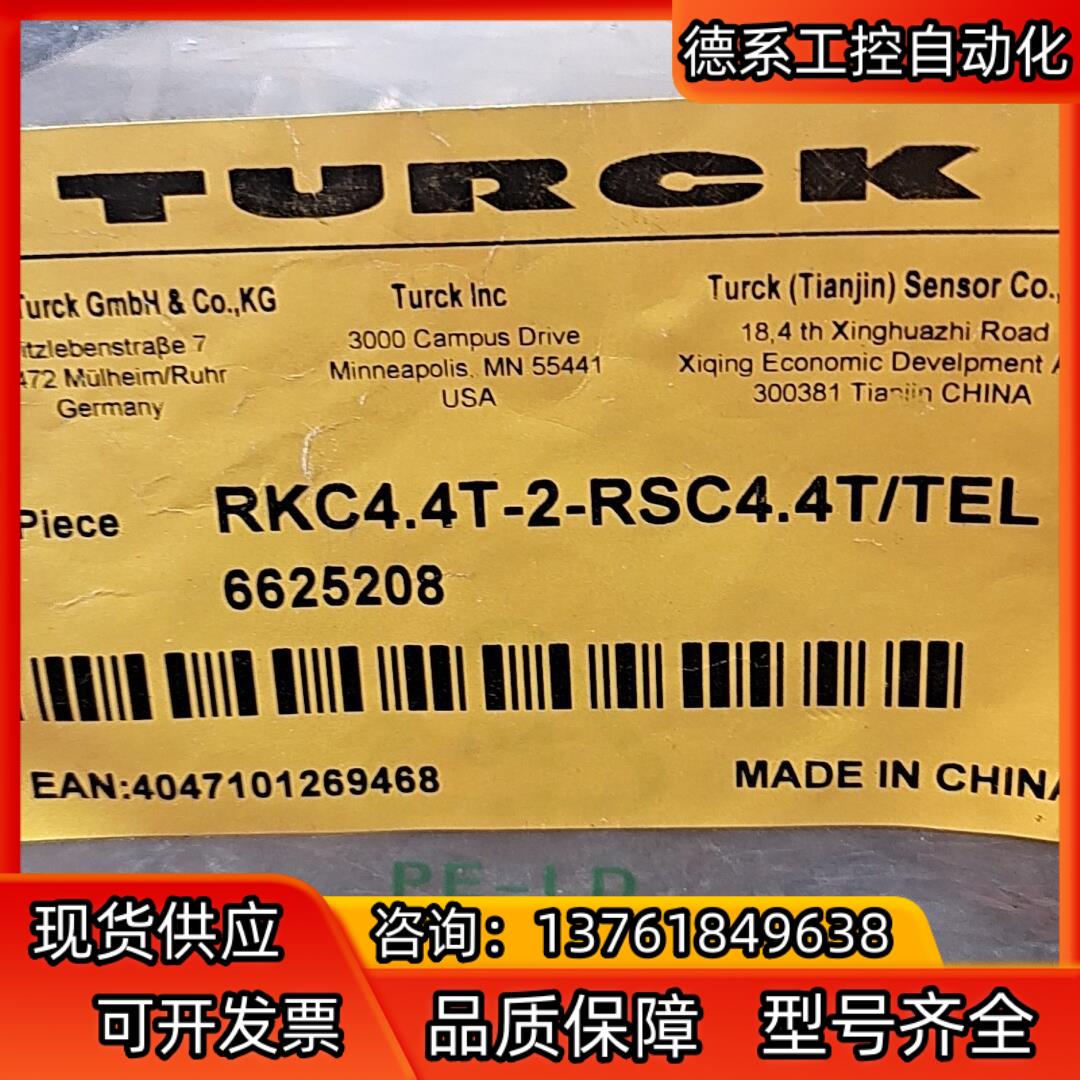 德系工控自动化
TURCK
Turck GmbH & Co.,KG
Turck Inc
Turck (Tianjin) Sensor Co.,
3000 Campus Drive
18,4 th Xinghuazhi Road
7
Mülheim/Ruhr
Minneapolis, MN 55441
Xiqing Economic Develpment
Germany
USA
300381 Tianjin CHINA
Piece
RKC4.4T-2-RSC4.4T/TEL
6625208
EAN:4047101269468
MADE IN CHINA
PE-LD
现货供应
咨询：13761849638
可开发票
品质保障
型号齐全